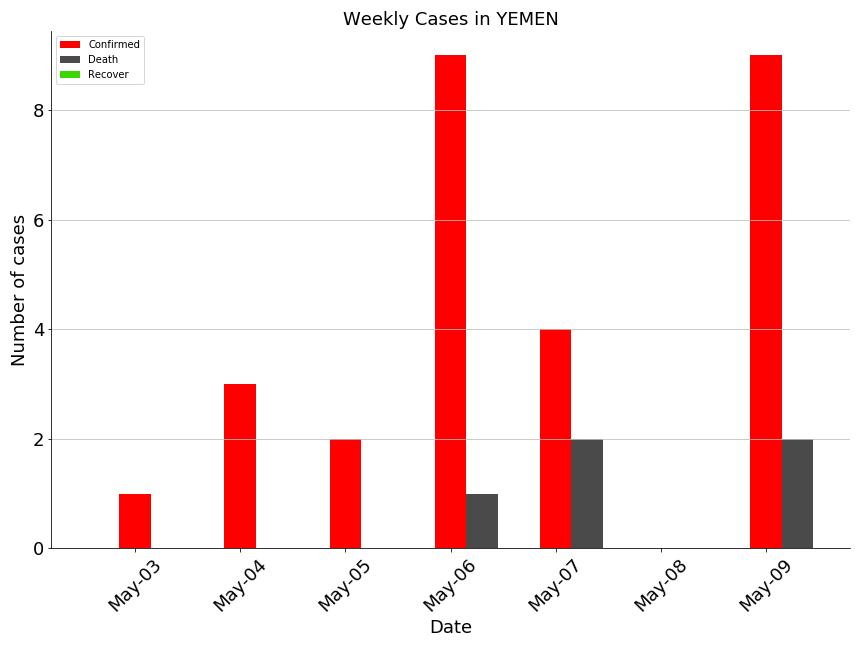 Weekly Cases in YEMEN
Confirmed
Death
Recover
Number of cases
8
6
4
2
0
May-03
May-04
May-05
May-06
May-07
May-08
May-09
Date